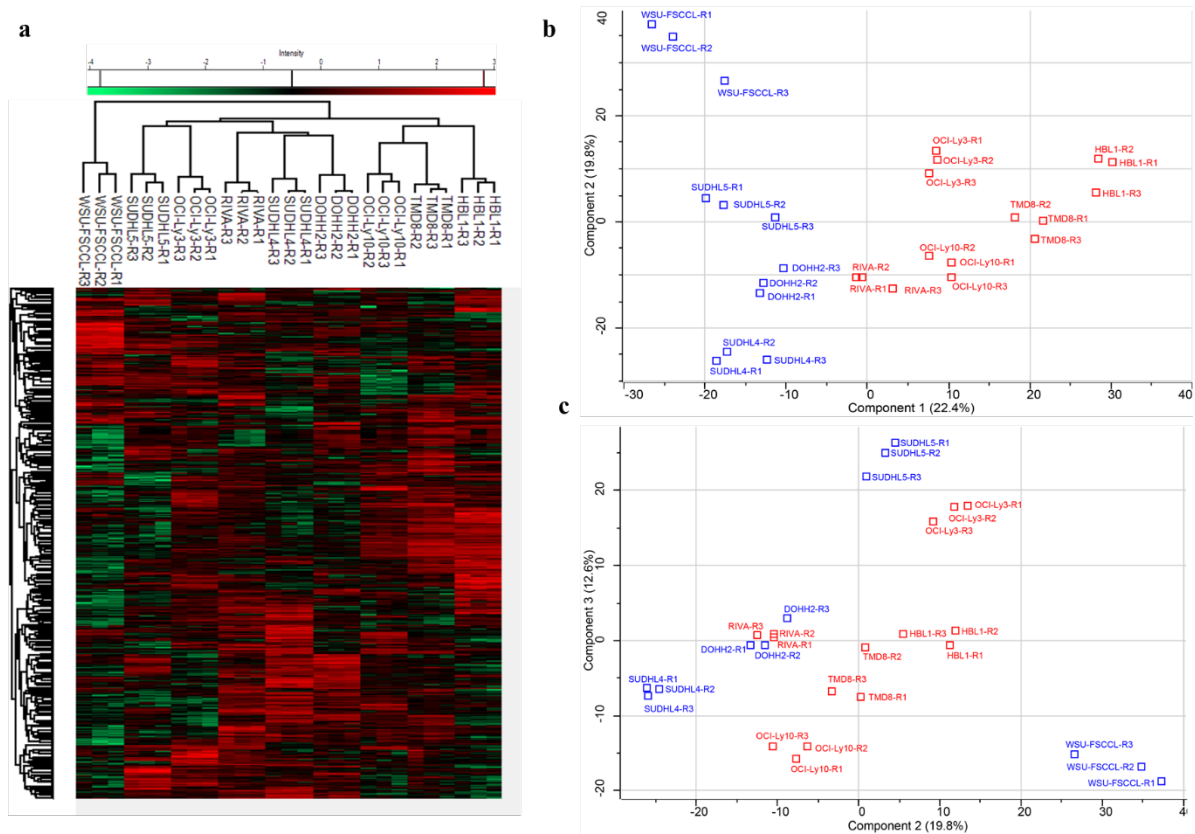 a
Intensity
-4 -3 -2 -1 0 1 2 3
WSU-FSCCL-R3
WSU-FSCCL-R2
WSU-FSCCL-R1
SUDHL5-R3
SUDHL5-R2
SUDHL5-R1
OCI-Ly3-R3
OCI-Ly3-R2
OCI-Ly3-R1
RIVA-R3
RIVA-R2
RIVA-R1
SUDHL4-R3
SUDHL4-R2
SUDHL4-R1
DOHH2-R3
DOHH2-R2
DOHH2-R1
OCI-Ly10-R2
OCI-Ly10-R3
OCI-Ly10-R1
TMD8-R2
TMD8-R3
TMD8-R1
HBL1-R3
HBL1-R2
HBL1-R1
b
Component 2 (19.8%)
40
20
0
-20
WSU-FSCCL-R1
WSU-FSCCL-R2
WSU-FSCCL-R3
OCI-Ly3-R1
OCI-Ly3-R2
OCI-Ly3-R3
HBL1-R2
HBL1-R1
HBL1-R3
SUDHL5-R1
SUDHL5-R2
SUDHL5-R3
TMD8-R2
TMD8-R1
TMD8-R3
OCI-Ly10-R2
OCI-Ly10-R1
OCI-Ly10-R3
DOHH2-R3
DOHH2-R2
DOHH2-R1
RIVA-R2
RIVA-R1
RIVA-R3
SUDHL4-R2
SUDHL4-R3
SUDHL4-R1
-30 -20 -10 0 10 20 30 40
Component 1 (22.4%)
c
Component 3 (12.6%)
20
10
0
-10
-20
SUDHL5-R1
SUDHL5-R2
SUDHL5-R3
OCI-Ly3-R1
OCI-Ly3-R2
OCI-Ly3-R3
DOHH2-R3
RIVA-R3
RIVA-R2
RIVA-R1
DOHH2-R1
DOHH2-R2
HBL1-R3
HBL1-R2
HBL1-R1
TMD8-R2
SUDHL4-R1
SUDHL4-R2
SUDHL4-R3
TMD8-R3
TMD8-R1
OCI-Ly10-R3
OCI-Ly10-R2
OCI-Ly10-R1
WSU-FSCCL-R3
WSU-FSCCL-R2
WSU-FSCCL-R1
-20 -10 0 10 20 30 40
Component 2 (19.8%)